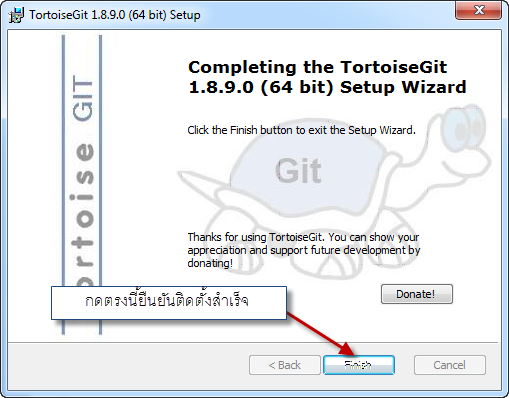 TortoiseGit 1.8.9.0 (64 bit) Setup
Completing the TortoiseGit
1.8.9.0 (64 bit) Setup Wizard
Click the Finish button to exit the Setup Wizard.
Git
Thanks for using TortoiseGit. You can show your
appreciation and support future development by
donating!
Donate!
ortoise GIT
กดตรงนี้ยืนยันติดตั้งสำเร็จ
< Back
Finish
Cancel